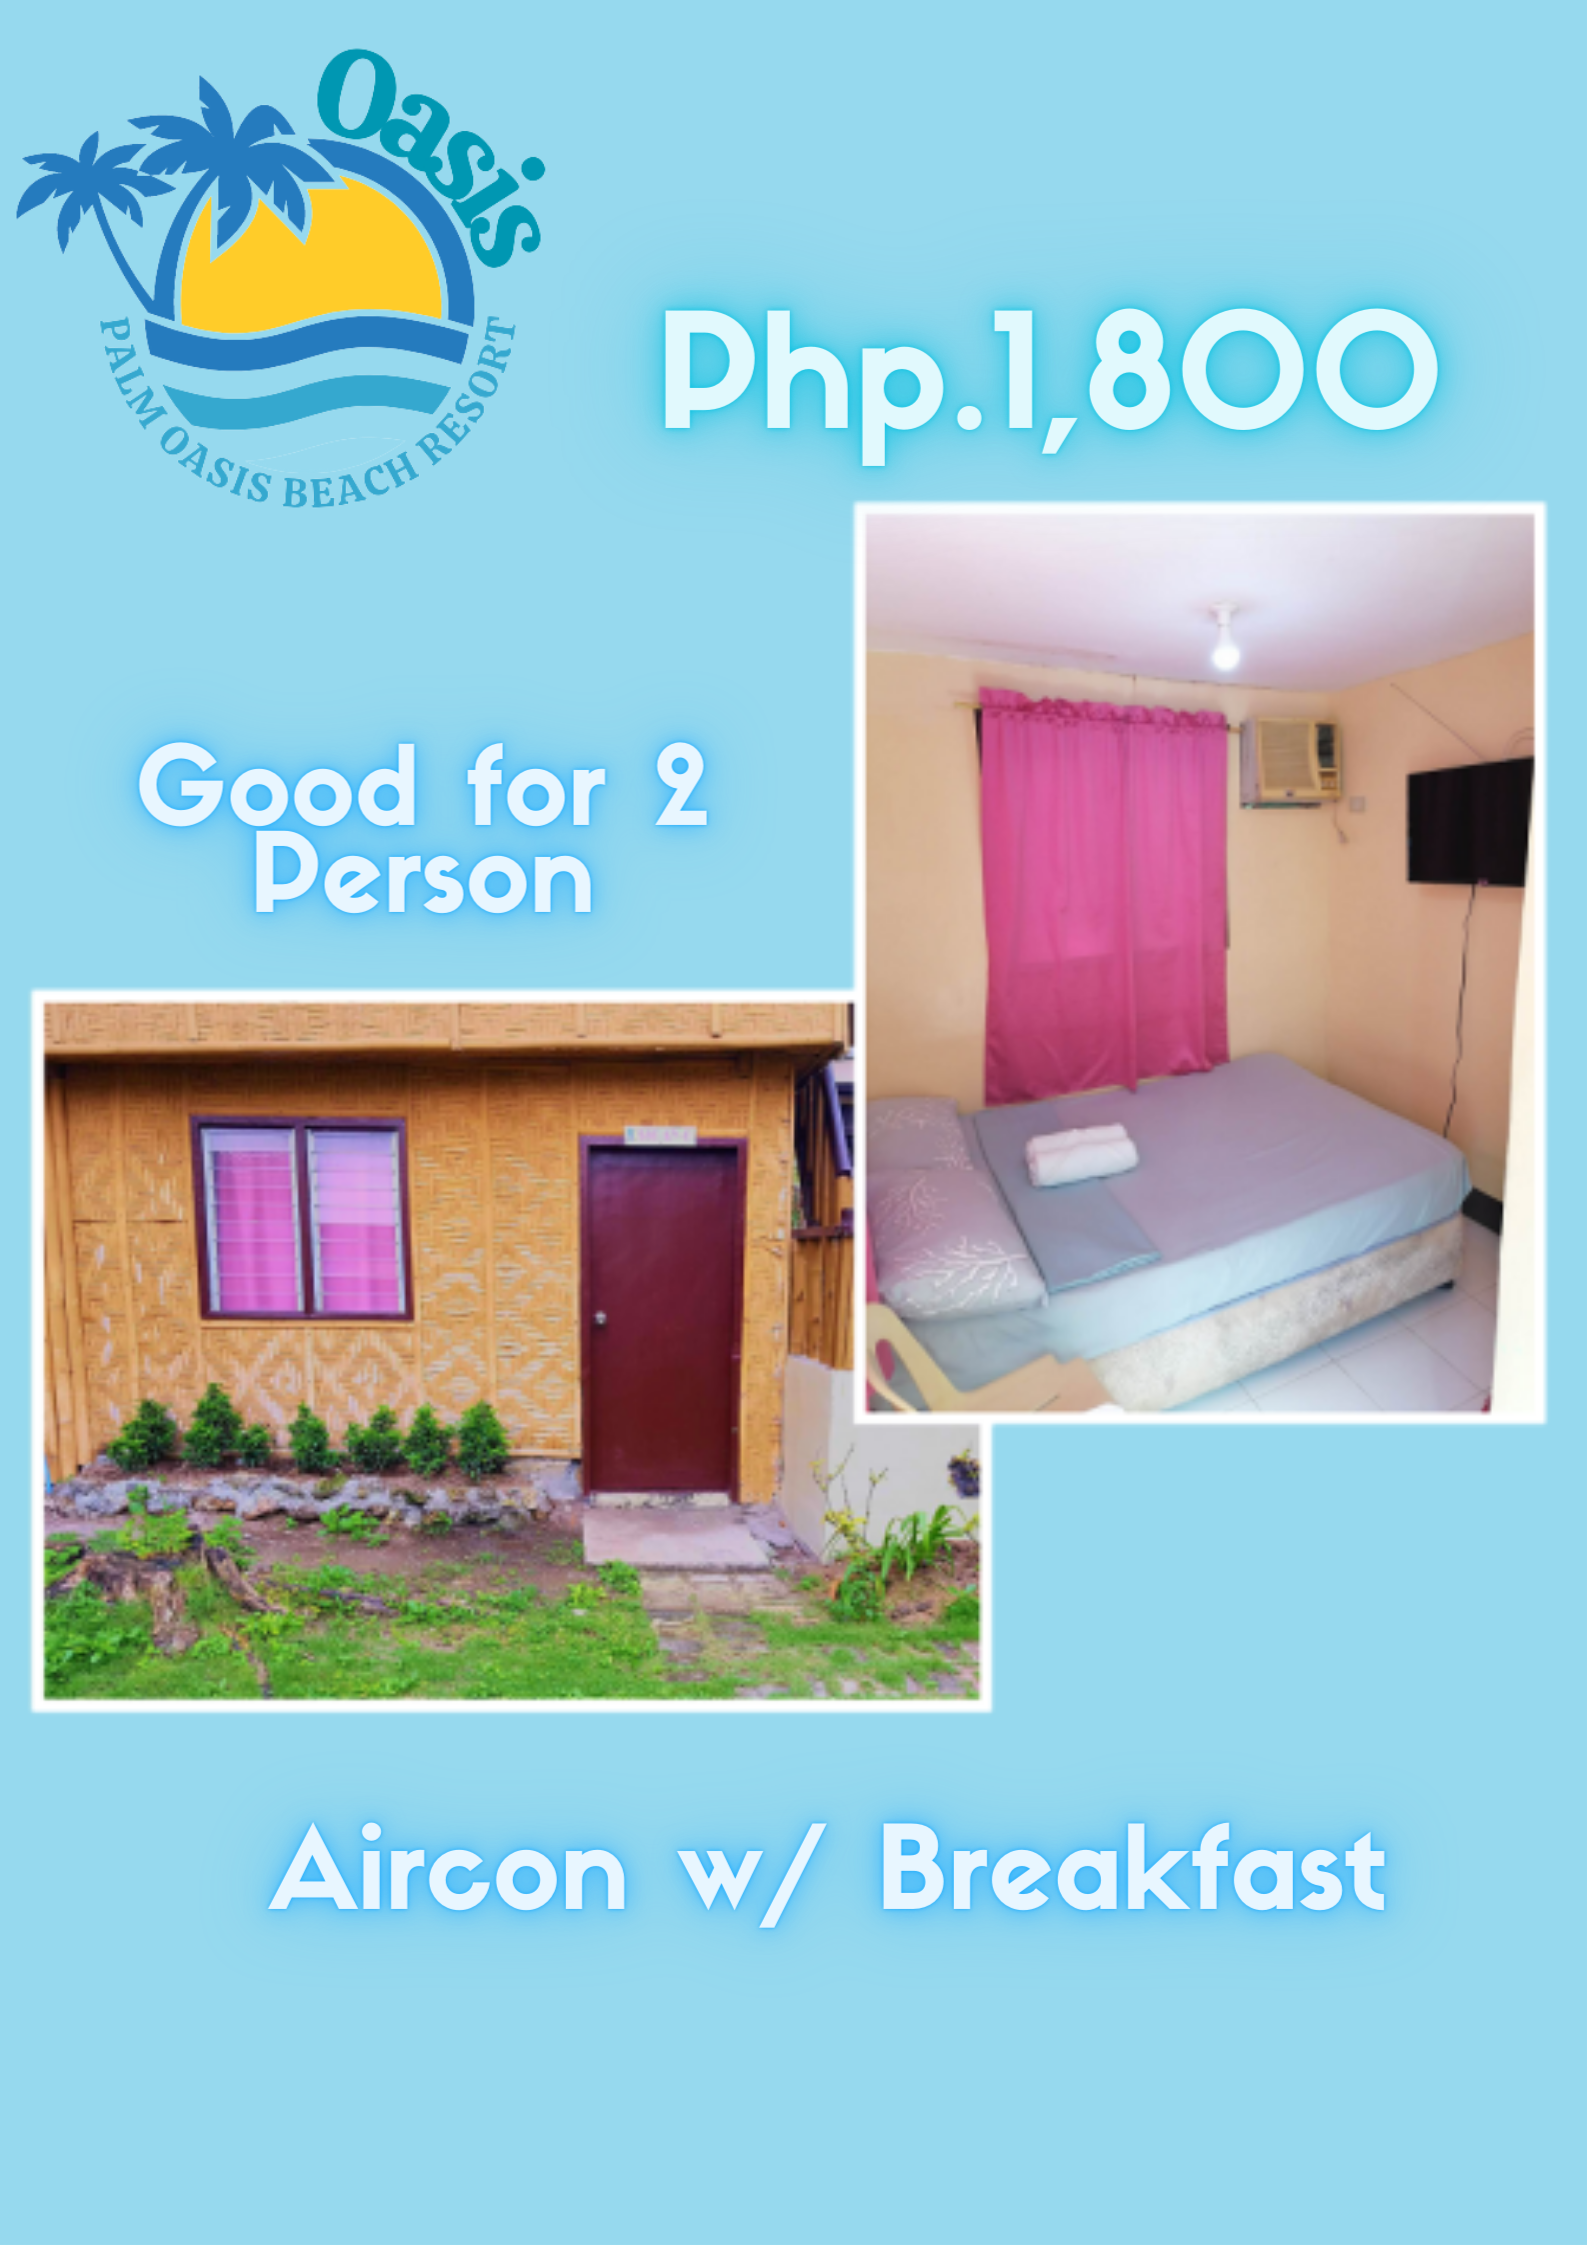 Oasis
PALM OASIS BEACH RESORT
Php.1,800
Good for 2
Person
Aircon w/ Breakfast